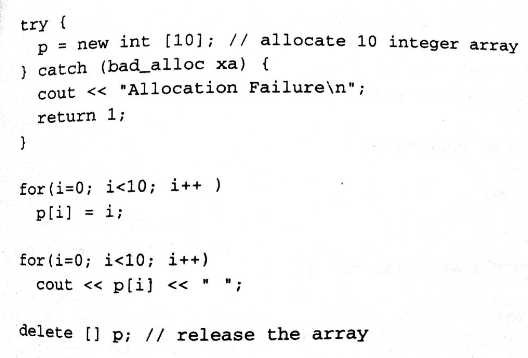 try {
p = new int [10]; // allocate 10 integer array
} catch (bad_alloc xa) {
cout << "Allocation Failure\n";
return 1;
}
for(i=0; i<10; i++ )
p[i] = i;
for(i=0; i<10; i++)
cout << p[i] << " ";
delete [] p; // release the array